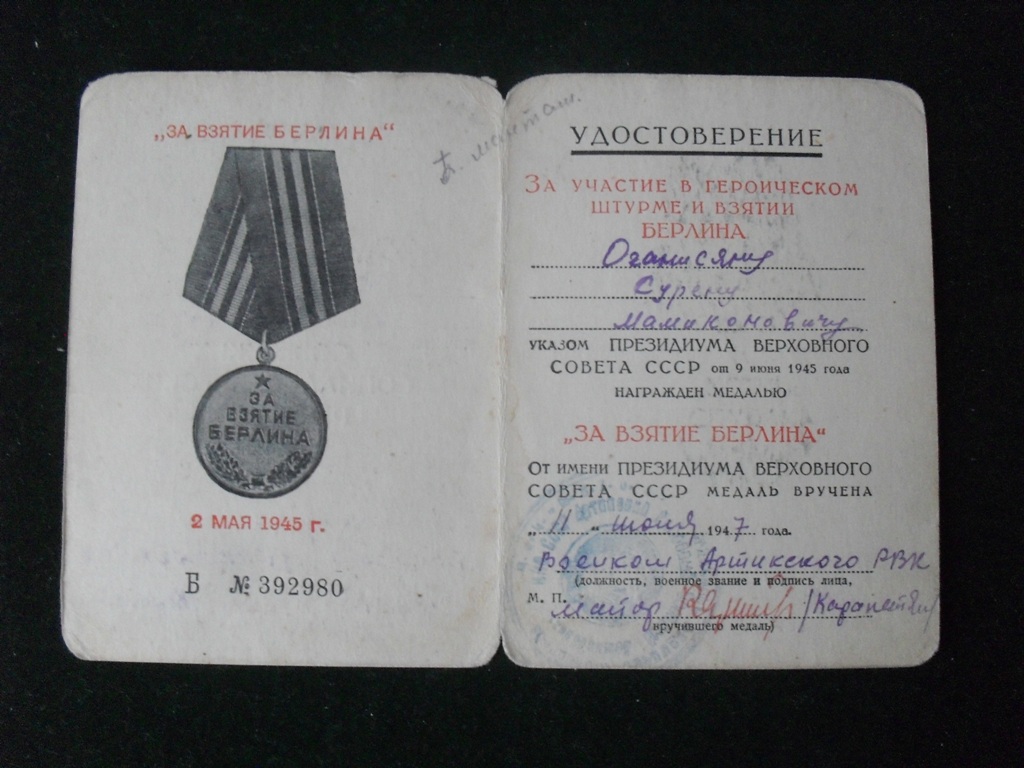 „ЗА ВЗЯТИЕ БЕРЛИНА"
ЗА
ВЗЯТИЕ
БЕРЛИНА
2 МАЯ 1945 г.
Б № 392980
УДОСТОВЕРЕНИЕ
ЗА УЧАСТИЕ В ГЕРОИЧЕСКОМ
ШТУРМЕ И ВЗЯТИИ
БЕРЛИНА
Оганисяну
Сурену
Мамиконовичу
УКАЗОМ ПРЕЗИДИУМА ВЕРХОВНОГО
СОВЕТА СССР от 9 июня 1945 года
НАГРАЖДЕН МЕДАЛЬЮ
„ЗА ВЗЯТИЕ БЕРЛИНА"
ОТ ИМЕНИ ПРЕЗИДИУМА ВЕРХОВНОГО
СОВЕТА СССР МЕДАЛЬ ВРУЧЕНА
„11" июня 1947 года.
Военком Артикского РВК
(должность, военное звание и подпись лица,
М. П. майор /Карапетян/
вручившего медаль)